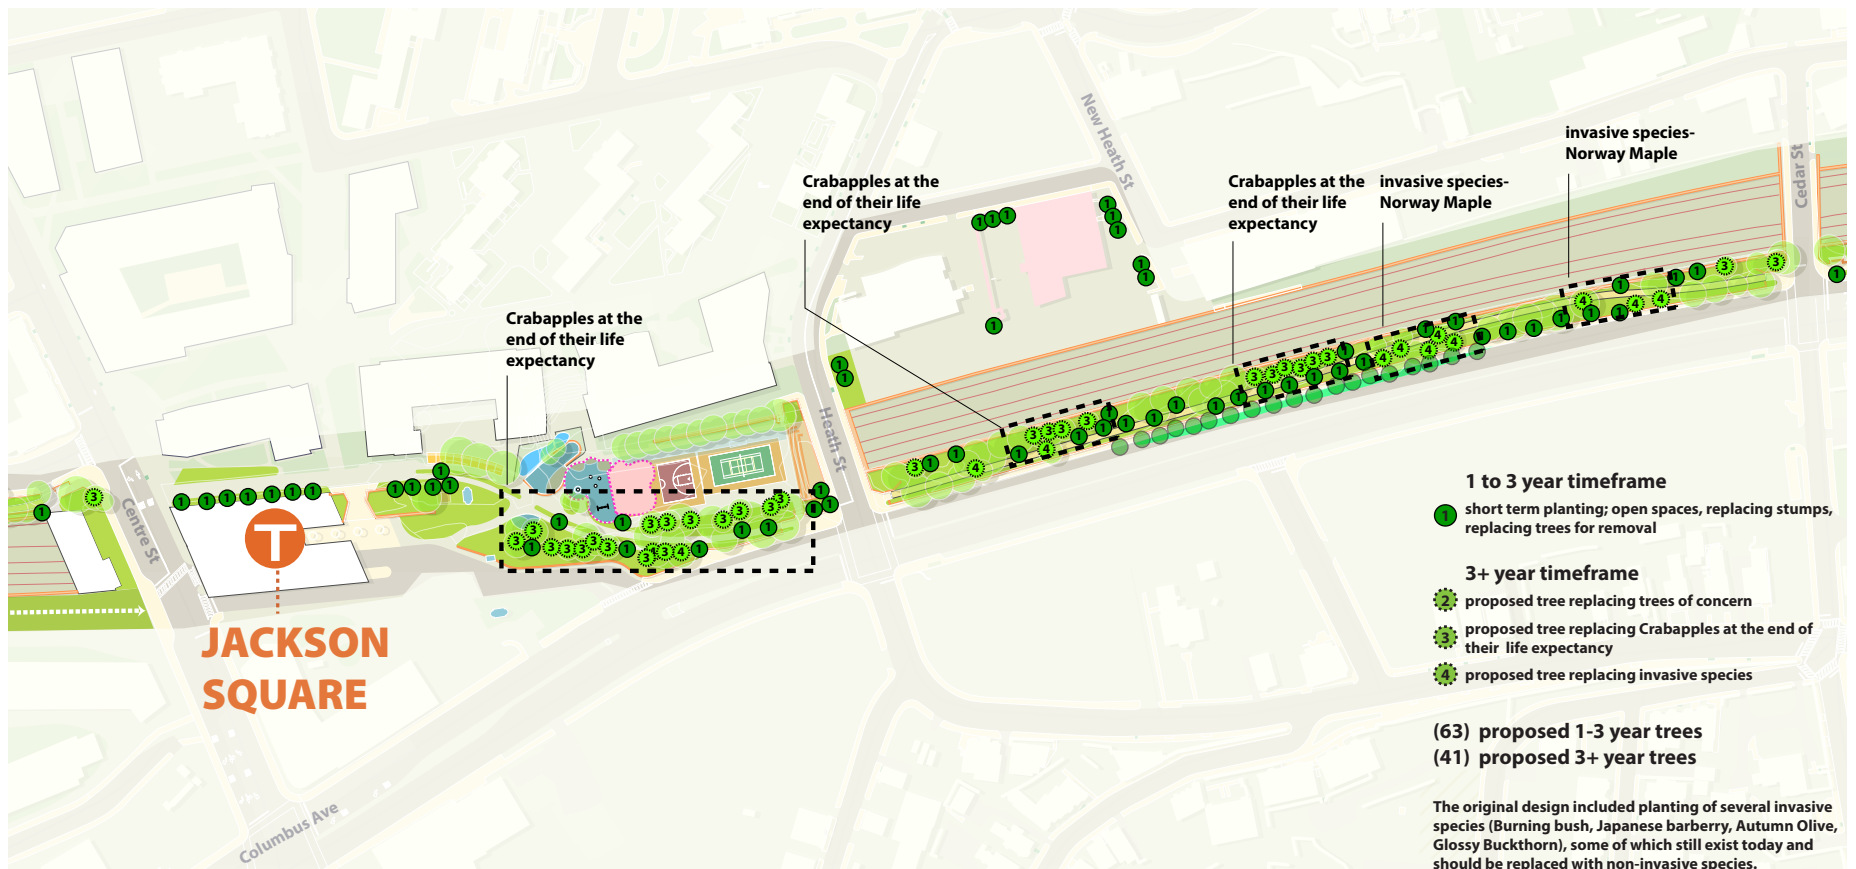 New Heath St
invasive species-
Norway Maple
Cedar St
Crabapples at the
end of their life
expectancy
Crabapples at the
end of their life
expectancy
invasive species-
Norway Maple
Crabapples at the
end of their life
expectancy
Heath St
Centre St
T
JACKSON
SQUARE
Columbus Ave
1 to 3 year timeframe
1 short term planting; open spaces, replacing stumps,
replacing trees for removal
3+ year timeframe
2 proposed tree replacing trees of concern
3 proposed tree replacing Crabapples at the end of
their life expectancy
4 proposed tree replacing invasive species
(63) proposed 1-3 year trees
(41) proposed 3+ year trees
The original design included planting of several invasive
species (Burning bush, Japanese barberry, Autumn Olive,
Glossy Buckthorn), some of which still exist today and
should be replaced with non-invasive species.